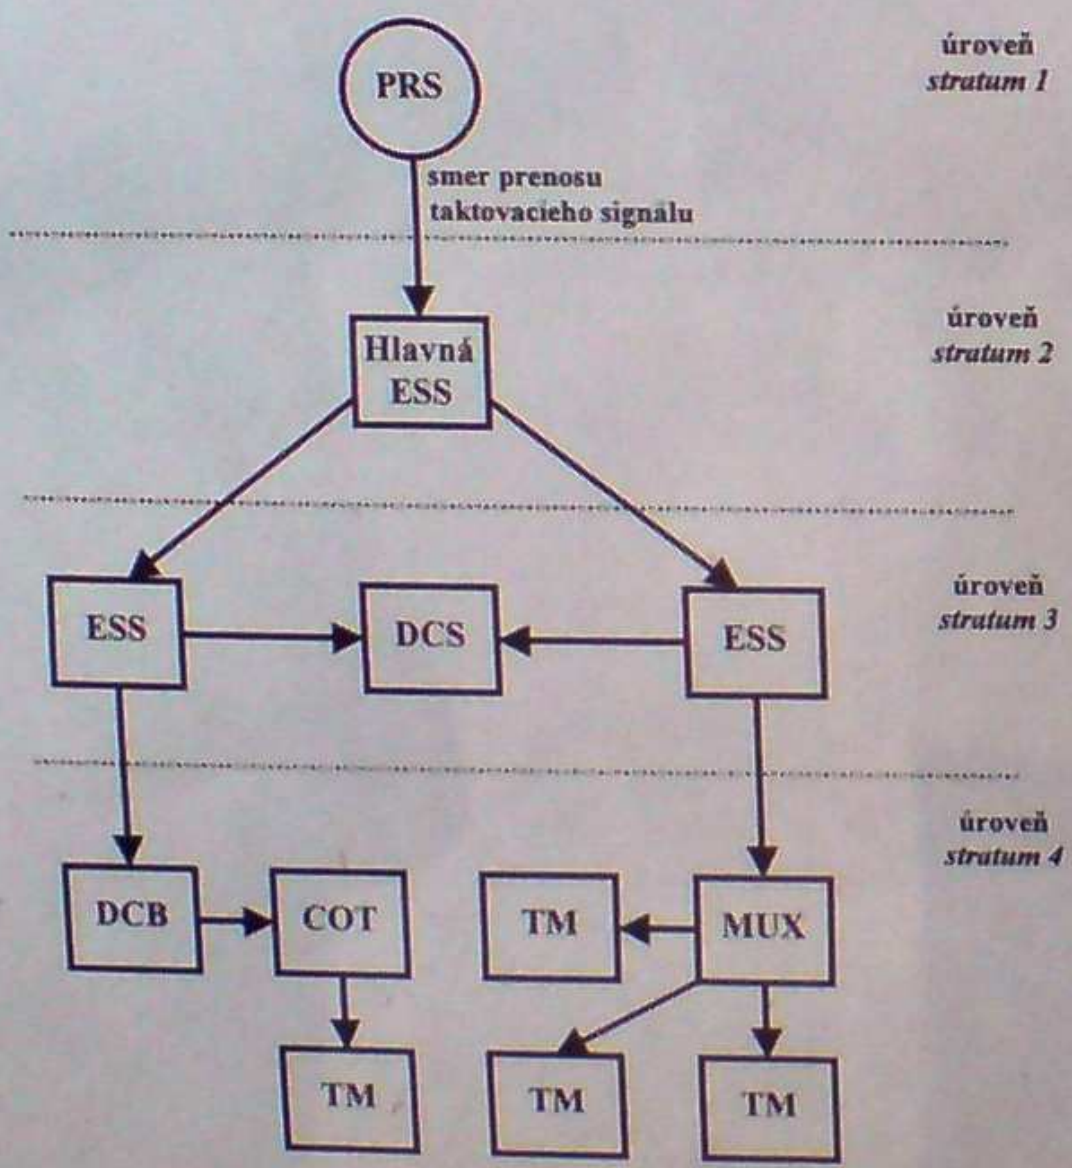 PRS
úroveň
stratum 1
smer prenosu
taktovacieho signálu
Hlavná
ESS
úroveň
stratum 2
ESS
DCS
ESS
úroveň
stratum 3
úroveň
stratum 4
DCB
COT
TM
MUX
TM
TM
TM